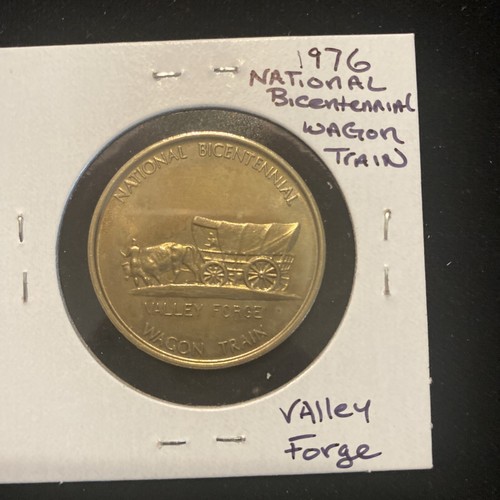 1976
NATIONAL
Bicentennial
WAGON
TRAIN
NATIONAL BICENTENNIAL
VALLEY FORGE
WAGON TRAIN
VAlley
Forge